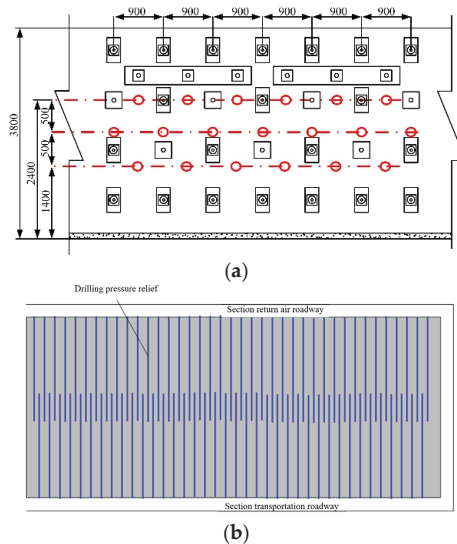 900 900 900 900 900 900
3800
2400
500
500
1400
(a)
Drilling pressure relief
Section return air roadway
Section transportation roadway
(b)